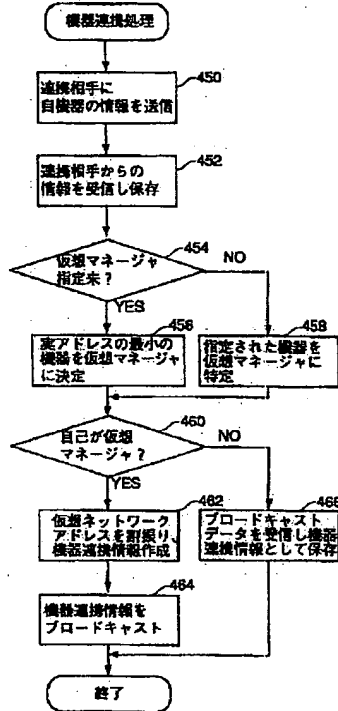 機器連携処理
450
連携相手に
自機器の情報を送信
452
連携相手からの
情報を受信し保存
454
仮想マネージャ
指定未?
NO
YES
456
実アドレスの最小の
機器を仮想マネージャ
に決定
458
指定された機器を
仮想マネージャに
特定
460
自己が仮想
マネージャ?
NO
YES
462
仮想ネットワーク
アドレスを割振り、
機器連携情報作成
466
ブロードキャスト
データを受信し機器
連携情報として保存
464
機器連携情報を
ブロードキャスト
終了